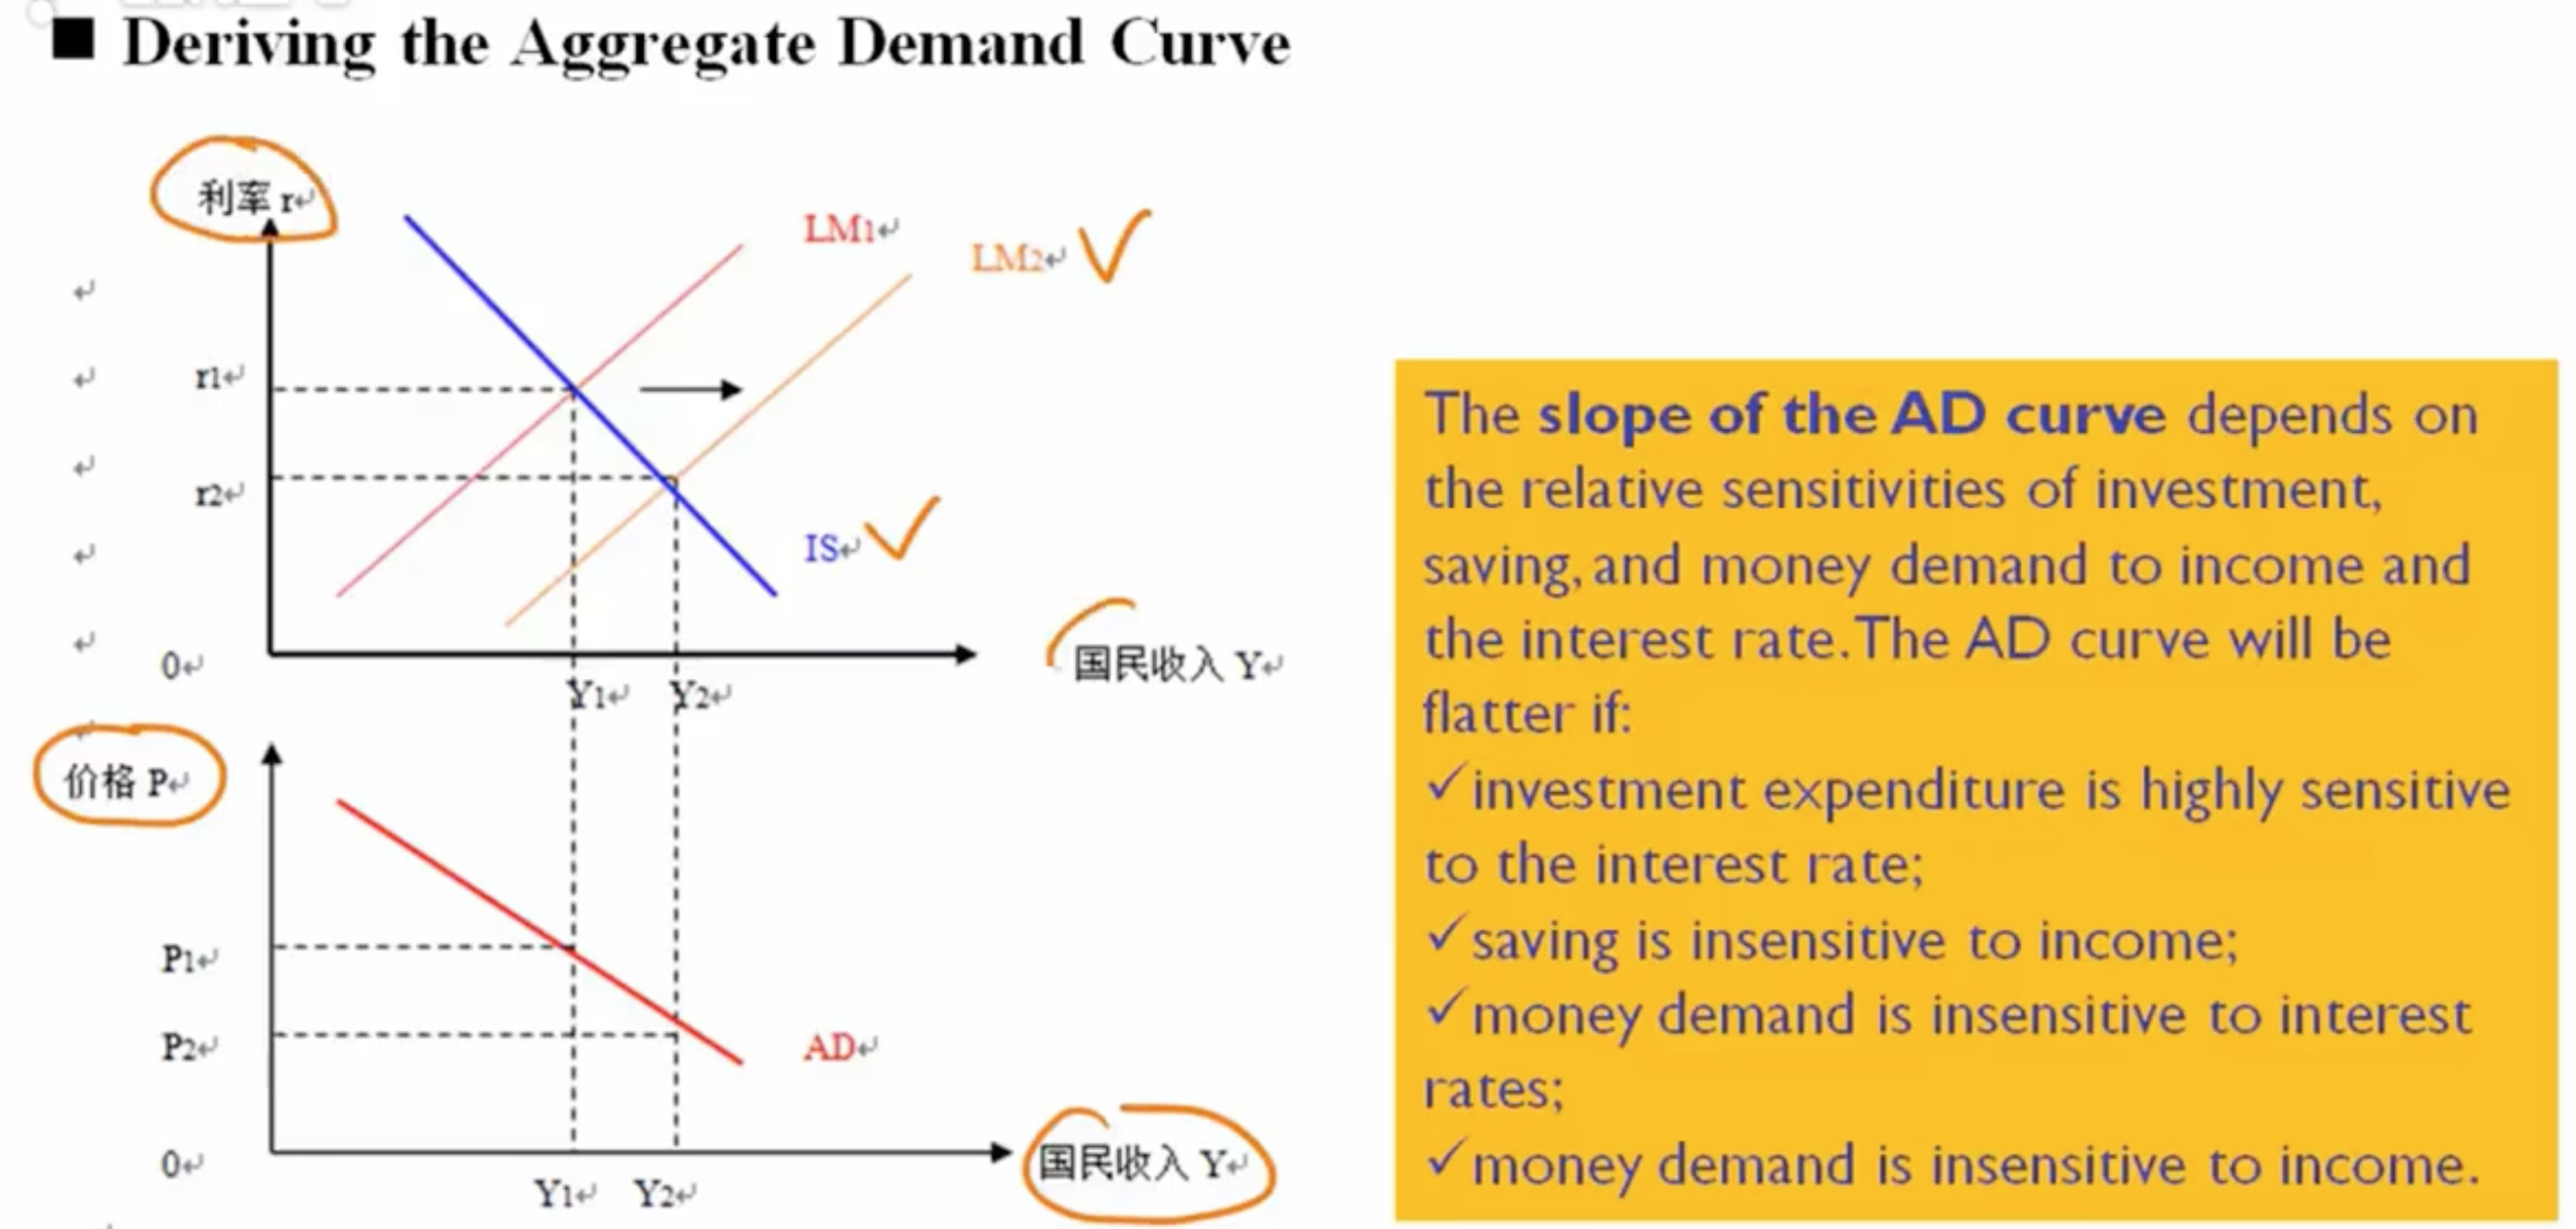 ■ Deriving the Aggregate Demand Curve
利率 r↵
LM1↵
LM2↵
↵
r1↵
↵
↵
r2↵
IS↵
↵
↵
0↵
国民收入 Y↵
Y1↵ Y2↵
↵
价格 P↵
P1↵
P2↵
AD↵
0↵
国民收入 Y↵
Y1↵ Y2↵
The slope of the AD curve depends on
the relative sensitivities of investment,
saving, and money demand to income and
the interest rate. The AD curve will be
flatter if:
✓investment expenditure is highly sensitive
to the interest rate;
✓saving is insensitive to income;
✓money demand is insensitive to interest
rates;
✓money demand is insensitive to income.